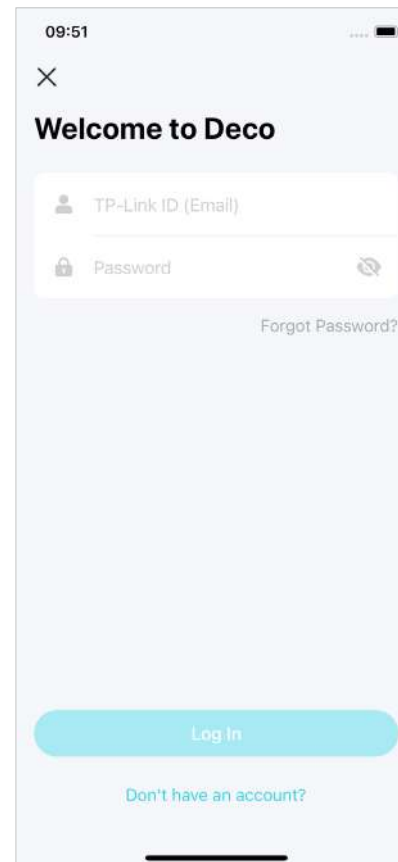 09:51
Welcome to Deco
TP-Link ID (Email)
Password
Forgot Password?
Log In
Don't have an account?